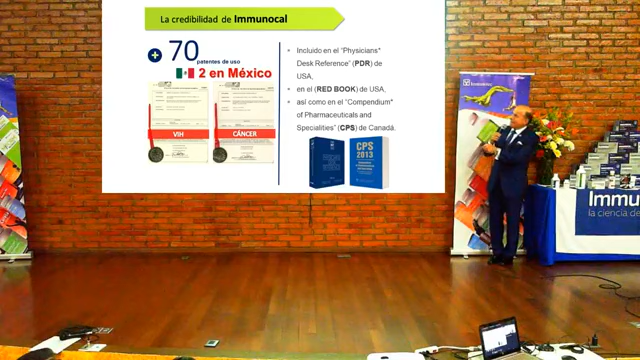 La credibilidad de Immunocal
+ 70
patentes de uso
2 en México
VIH
CÁNCER
• Incluido en el "Physicians"
Desk Reference" (PDR) de
USA,
• en el (RED BOOK) de USA,
• así como en el "Compendium"
of Pharmaceuticals and
Specialities" (CPS) de Canadá.
CPS
2013
Immu
la ciencia de